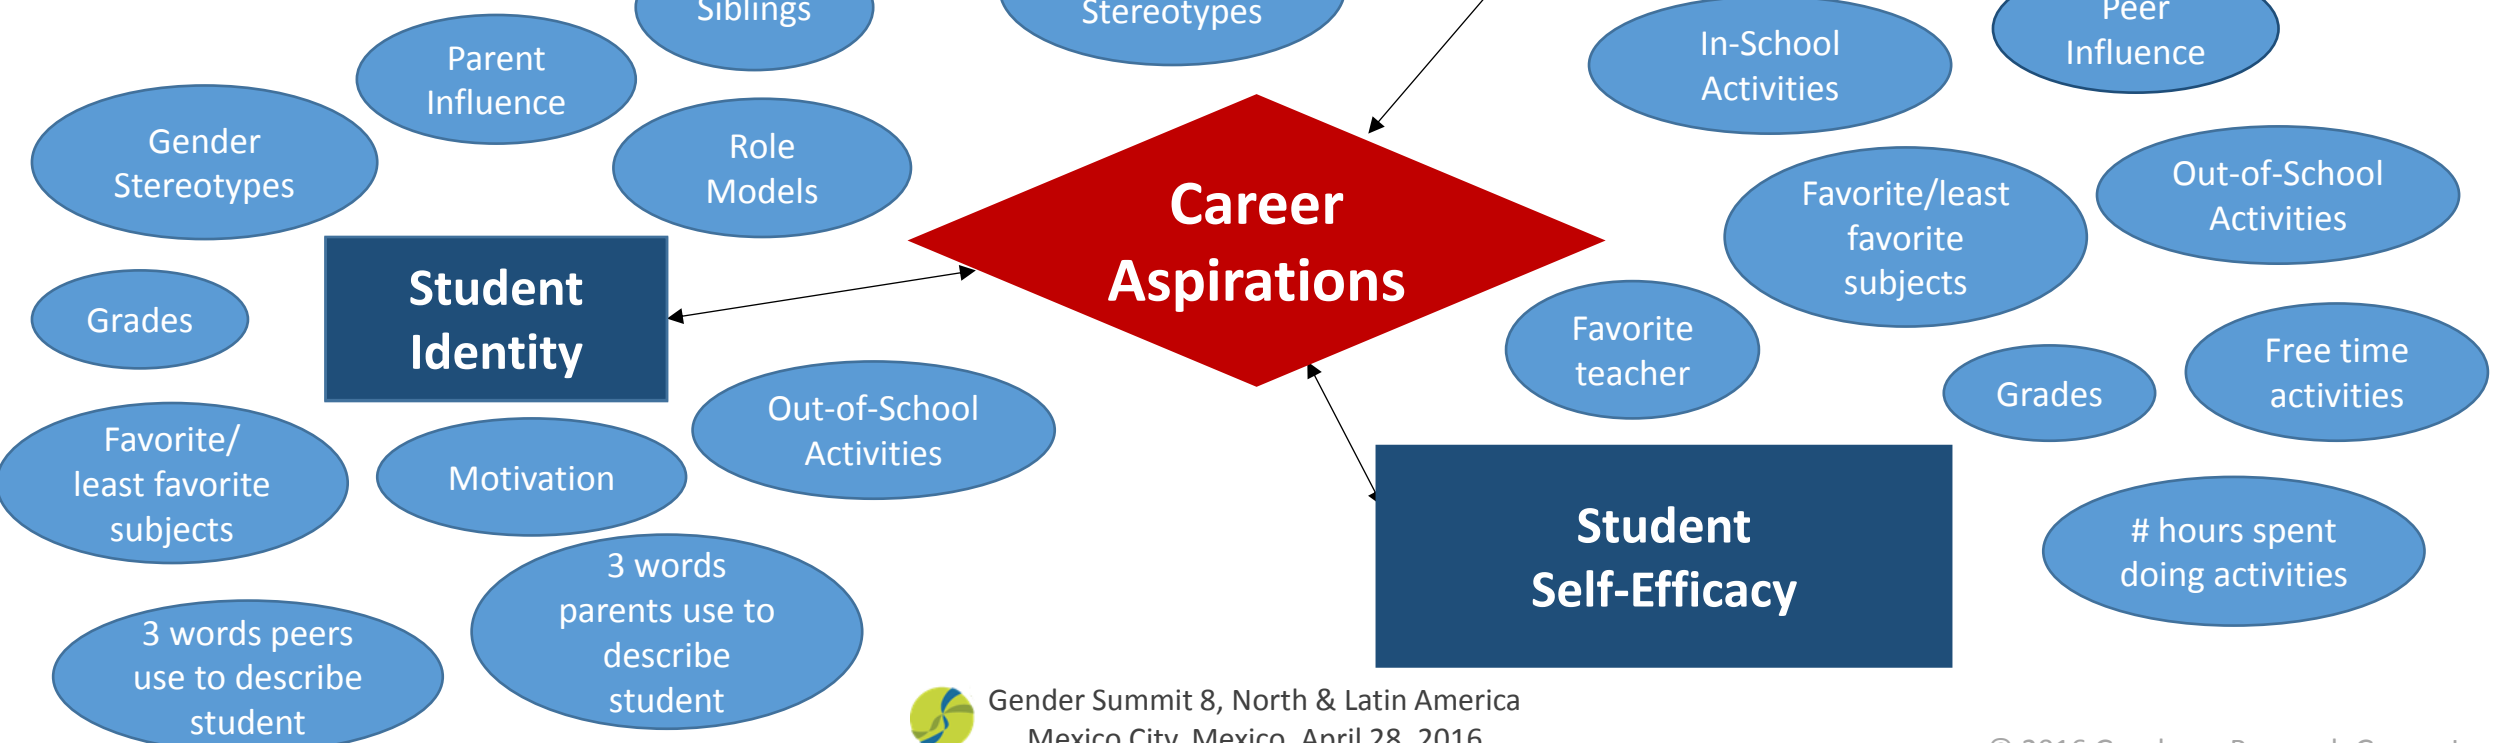 Siblings
Stereotypes
Peer
Influence
In-School
Activities
Parent
Influence
Gender
Stereotypes
Role
Models
Career
Aspirations
Favorite/least
favorite
subjects
Out-of-School
Activities
Student
Identity
Grades
Favorite
teacher
Grades
Free time
activities
Out-of-School
Activities
Favorite/
least favorite
subjects
Motivation
Student
Self-Efficacy
# hours spent
doing activities
3 words
parents use to
describe
student
3 words peers
use to describe
student
Gender Summit 8, North & Latin America
Mexico City, Mexico, April 28, 2016
© 2016